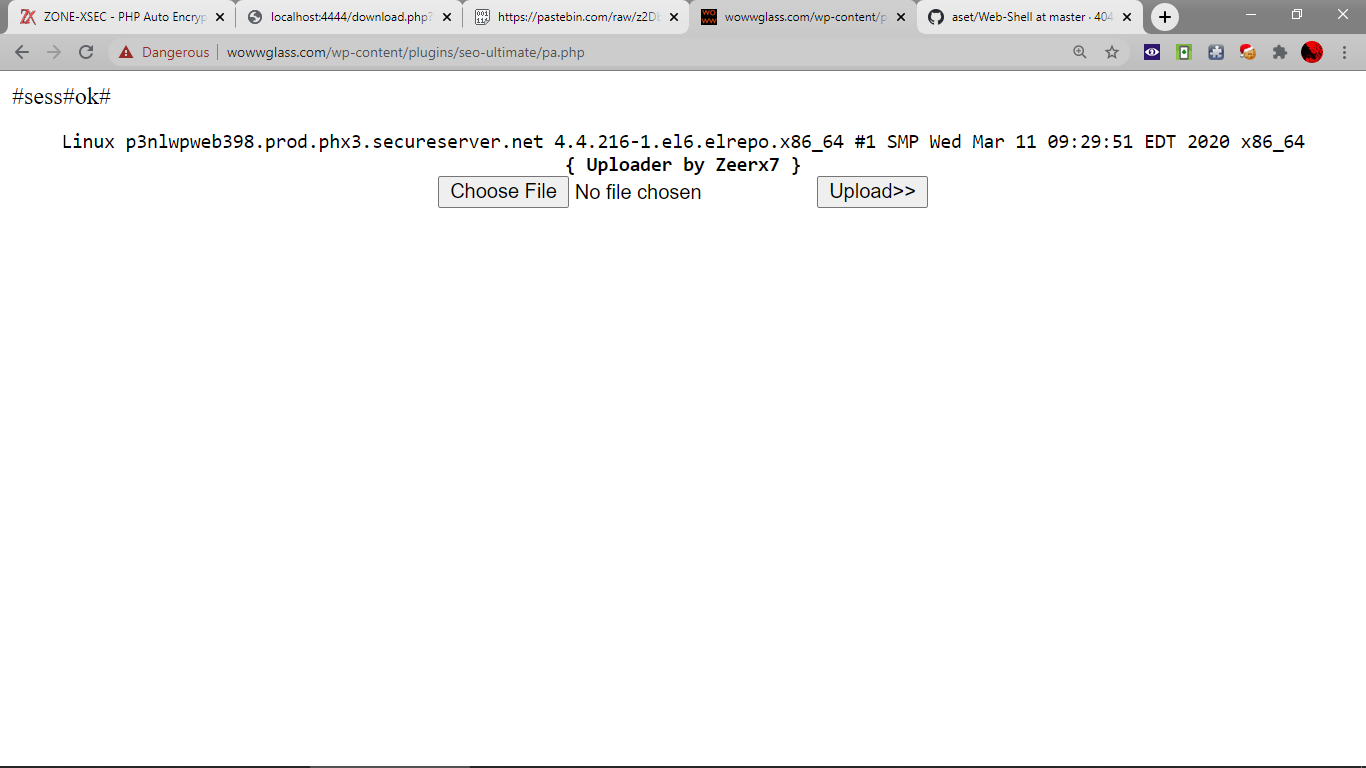 ZONE-XSEC - PHP Auto Encryp
localhost:4444/download.php?
https://pastebin.com/raw/z2Db
wowwglass.com/wp-content/p
aset/Web-Shell at master · 404
Dangerous
wowwglass.com/wp-content/plugins/seo-ultimate/pa.php
#sess#ok#
Linux p3nlwpweb398.prod.phx3.secureserver.net 4.4.216-1.el6.elrepo.x86_64 #1 SMP Wed Mar 11 09:29:51 EDT 2020 x86_64
{ Uploader by Zeerx7 }
Choose File No file chosen Upload>>